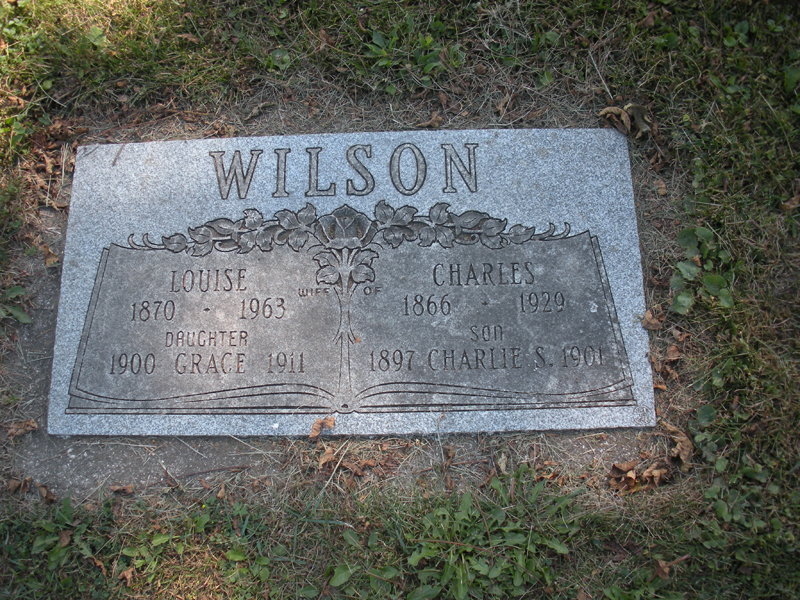 WILSON
LOUISE
1870 - 1963
DAUGHTER
1900 GRACE 1911
WIFE OF
CHARLES
1866 - 1929
SON
1897 CHARLIE S. 1901